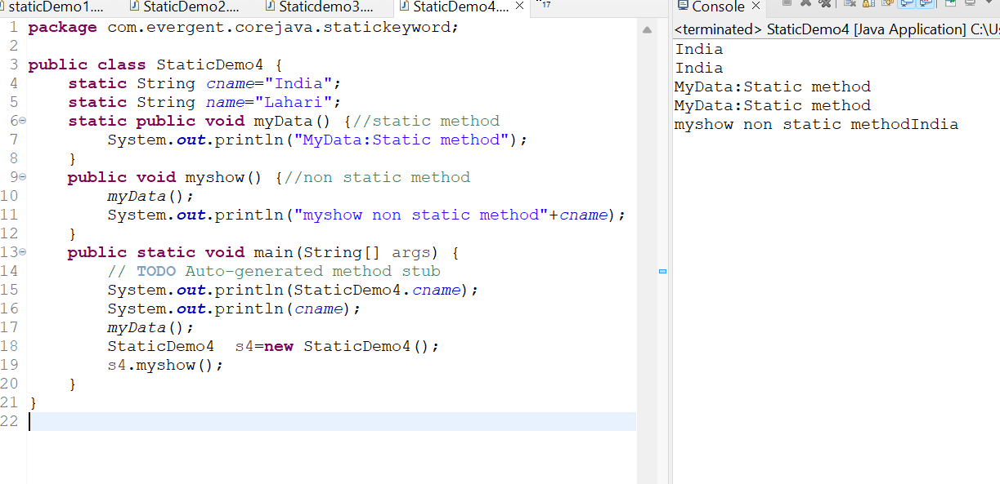 staticDemo1.... StaticDemo2.... Staticdemo3.... StaticDemo4.... 17
1 package com.evergent.corejava.statickeyword;
2
3 public class StaticDemo4 {
4 static String cname="India";
5 static String name="Lahari";
6 static public void myData() {//static method
7 System.out.println("MyData:Static method");
8 }
9 public void myshow() {//non static method
10 myData();
11 System.out.println("myshow non static method"+cname);
12 }
13 public static void main(String[] args) {
14 // TODO Auto-generated method stub
15 System.out.println(StaticDemo4.cname);
16 System.out.println(cname);
17 myData();
18 StaticDemo4  s4=new StaticDemo4();
19 s4.myshow();
20 }
21 }
22
Console
<terminated> StaticDemo4 [Java Application] C:\Us
India
India
MyData:Static method
MyData:Static method
myshow non static methodIndia